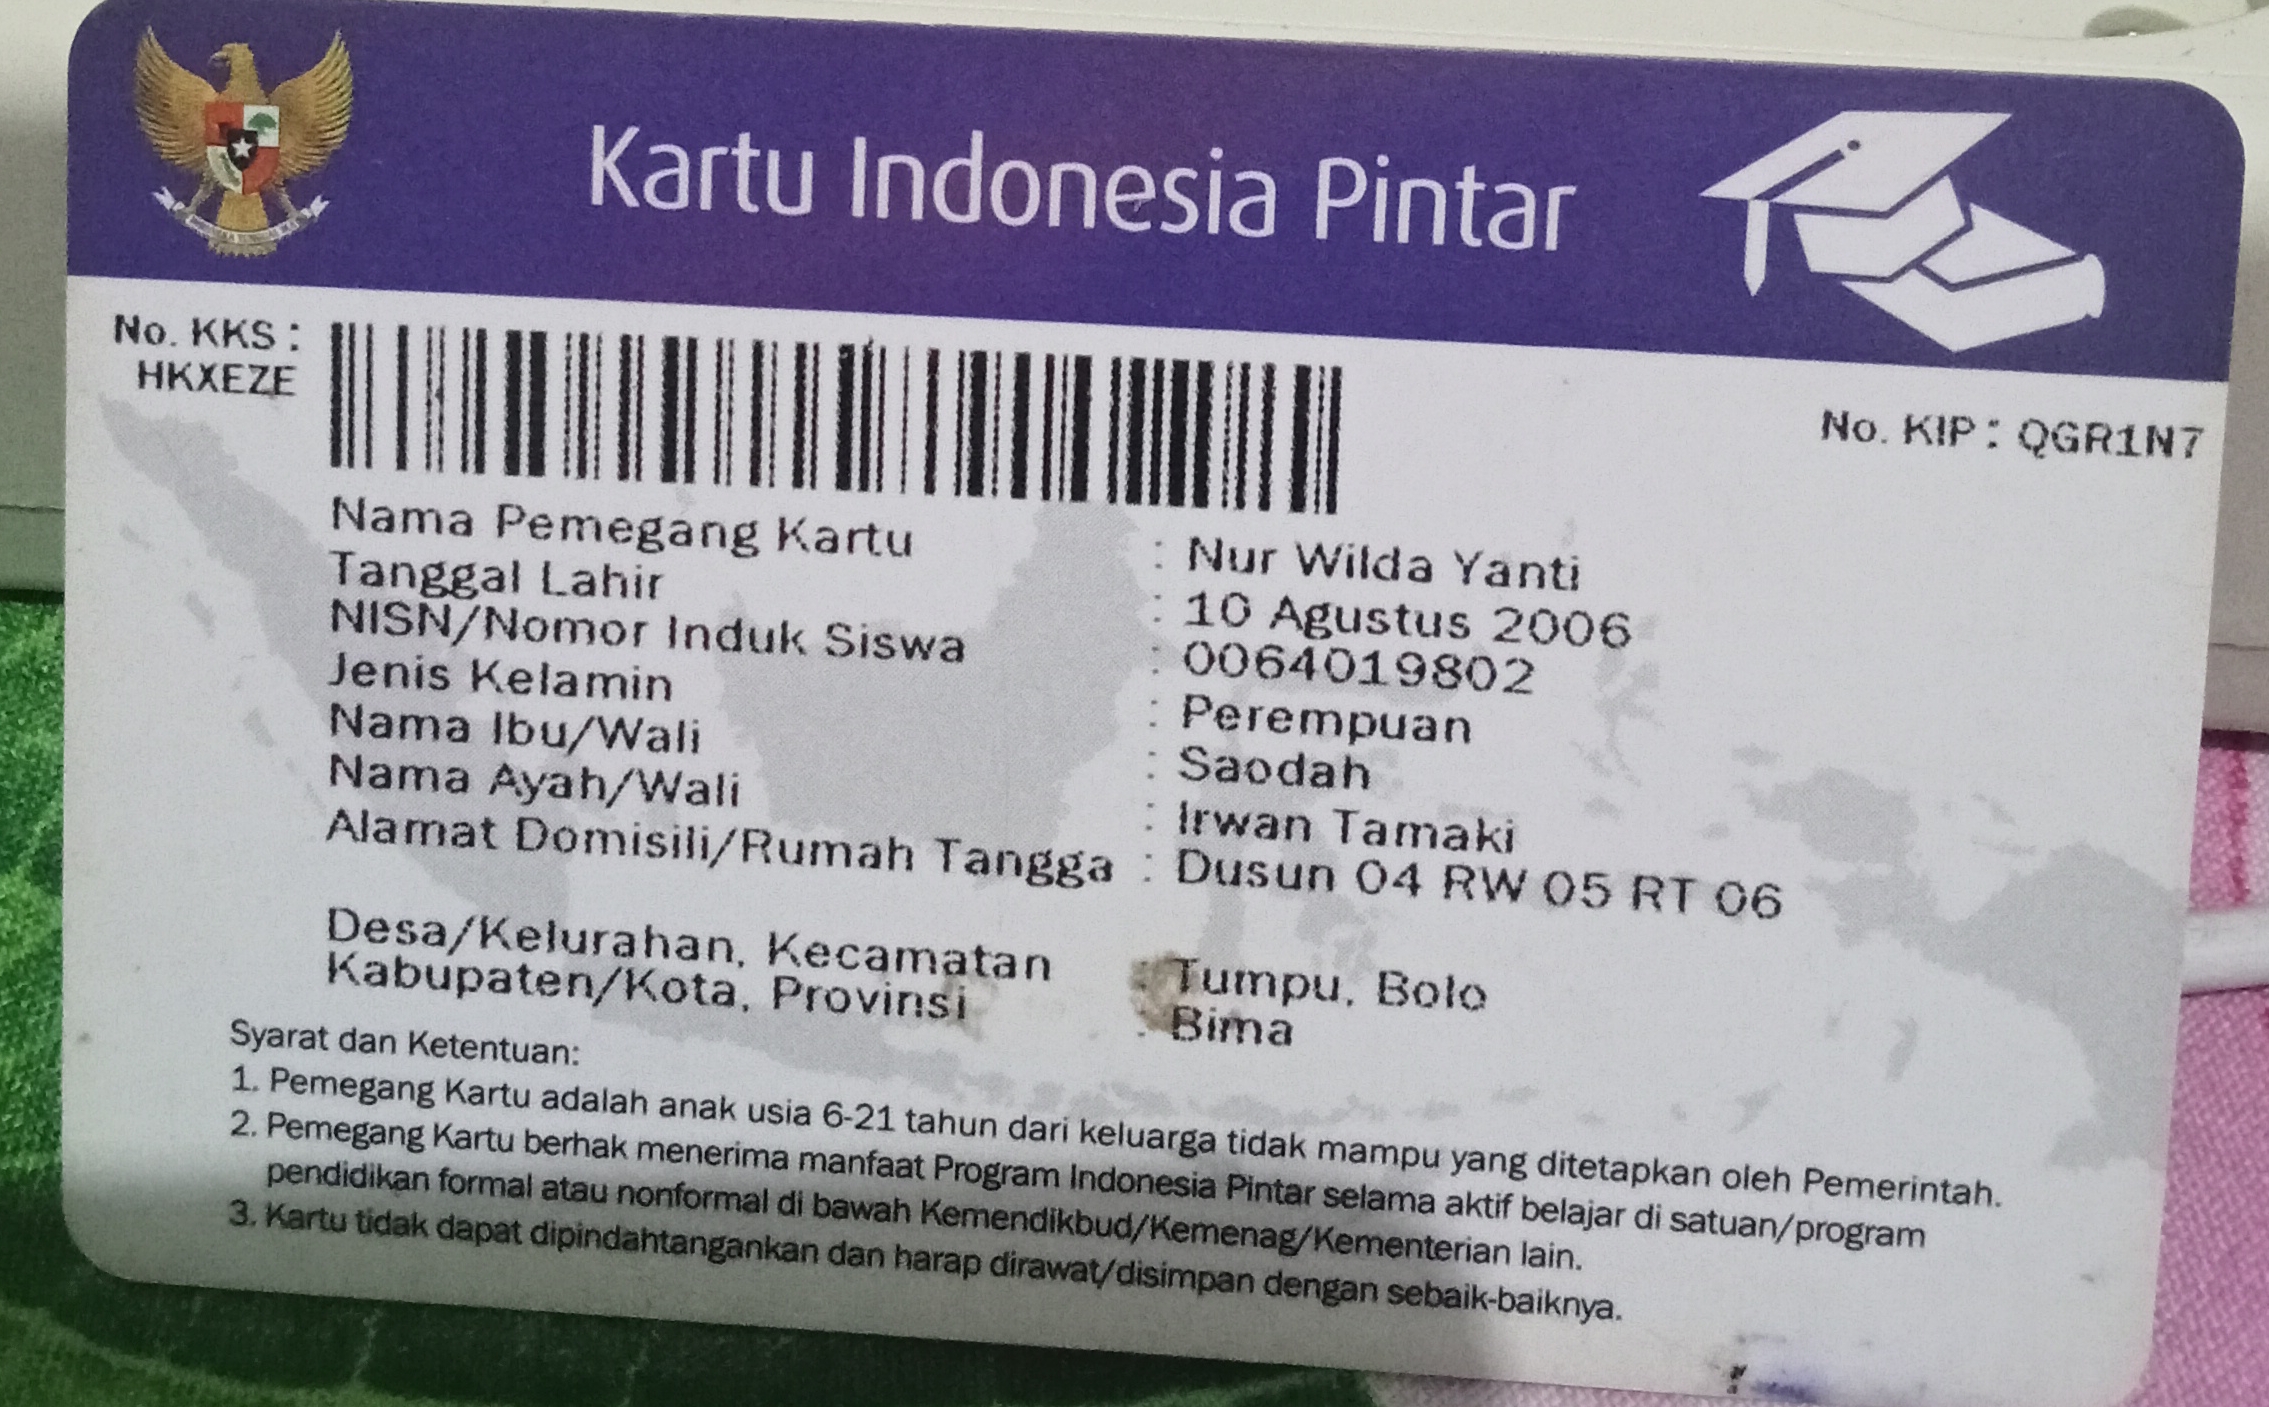 Kartu Indonesia Pintar
No. KKS :
HKXEZE
No. KIP : QGR1N7
Nama Pemegang Kartu : Nur Wilda Yanti
Tanggal Lahir : 10 Agustus 2006
NISN/Nomor Induk Siswa : 0064019802
Jenis Kelamin : Perempuan
Nama Ibu/Wali : Saodah
Nama Ayah/Wali : Irwan Tamaki
Alamat Domisili/Rumah Tangga : Dusun 04 RW 05 RT 06
Desa/Kelurahan, Kecamatan : Tumpu, Bolo
Kabupaten/Kota, Provinsi : Bima
Syarat dan Ketentuan:
1. Pemegang Kartu adalah anak usia 6-21 tahun dari keluarga tidak mampu yang ditetapkan oleh Pemerintah.
2. Pemegang Kartu berhak menerima manfaat Program Indonesia Pintar selama aktif belajar di satuan/program
pendidikan formal atau nonformal di bawah Kemendikbud/Kemenag/Kementerian lain.
3. Kartu tidak dapat dipindahtangankan dan harap dirawat/disimpan dengan sebaik-baiknya.